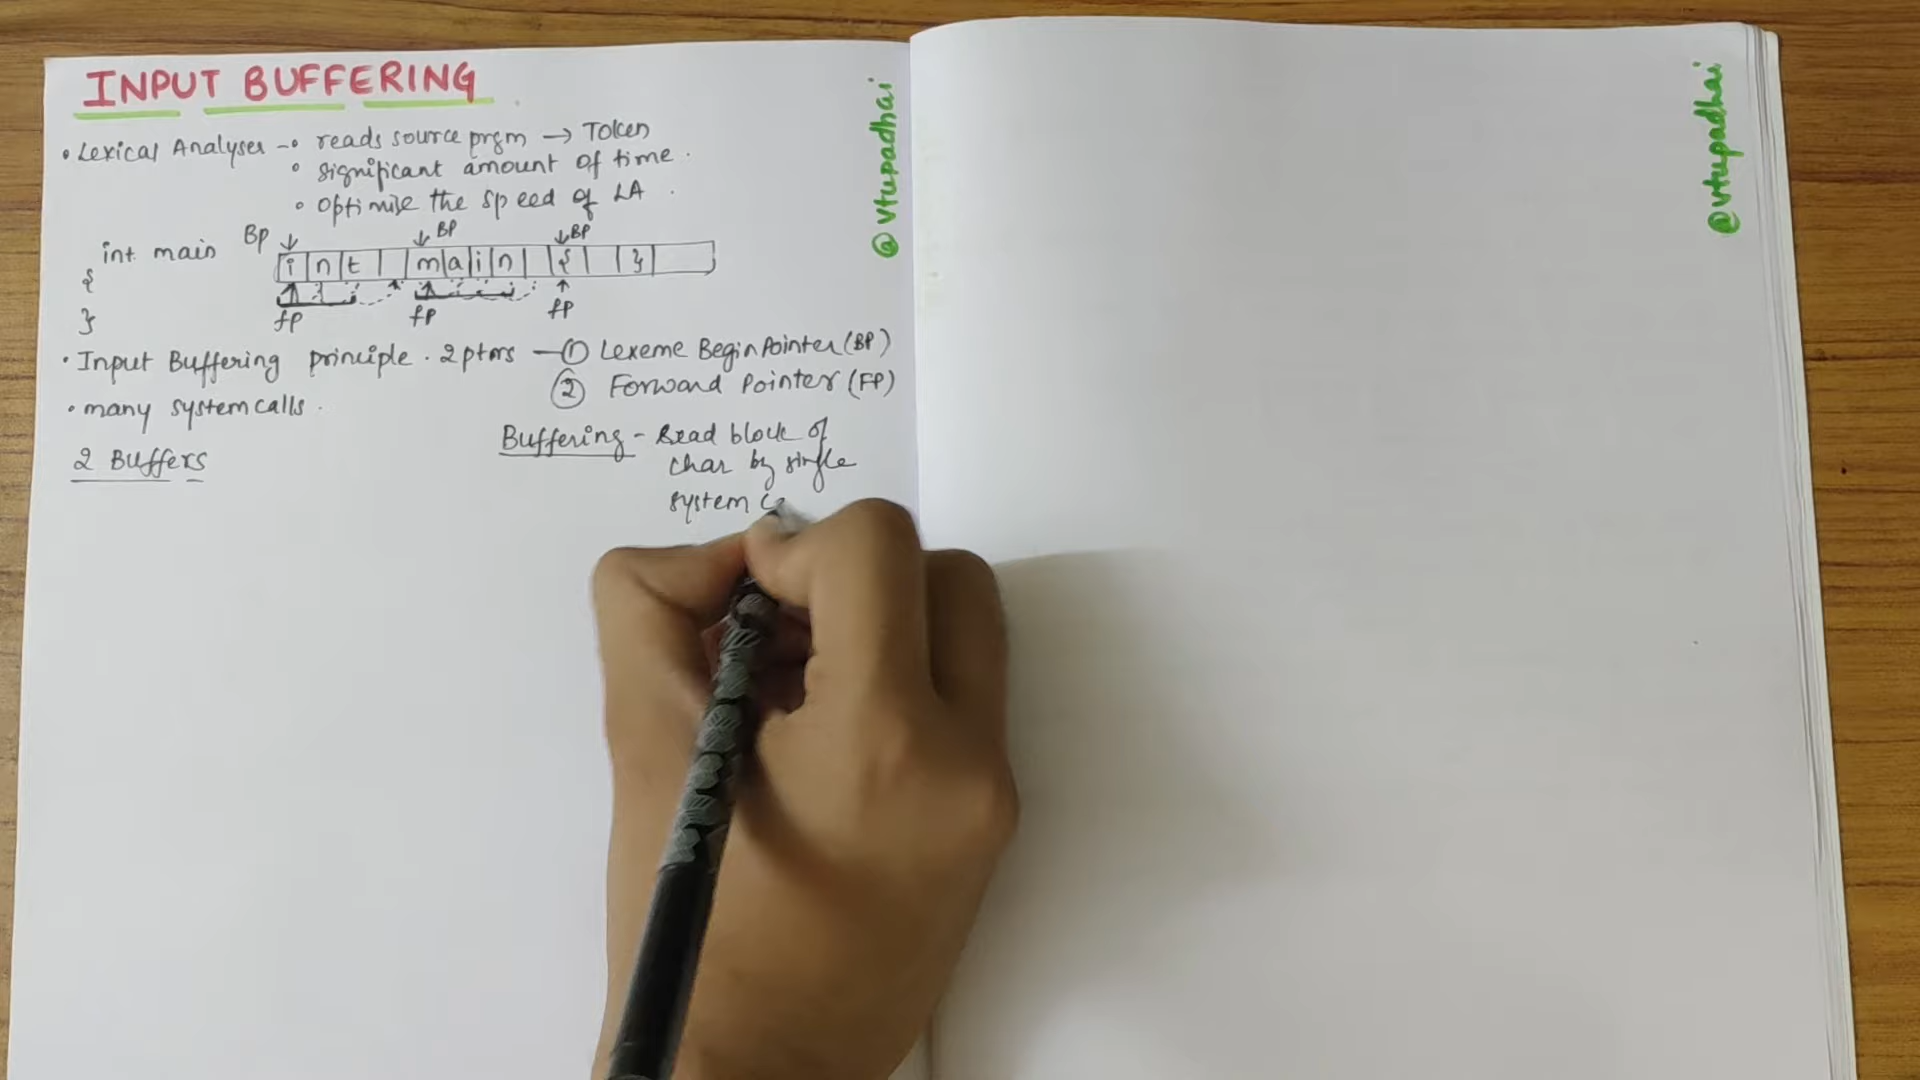 INPUT BUFFERING
• Lexical Analyser -• reads source prgm → Token
• significant amount of time.
• optimise the speed of LA.
int main
{
}
BP BP BP
i n t m a i n { }
fp fp fp
• Input Buffering principle. 2 ptrs — ① Lexeme Begin Pointer (BP)
② Forward Pointer (FP)
• many system calls.
2 Buffers
Buffering - Read block of
char by single
system
@vtupadhai
@vtupadhai